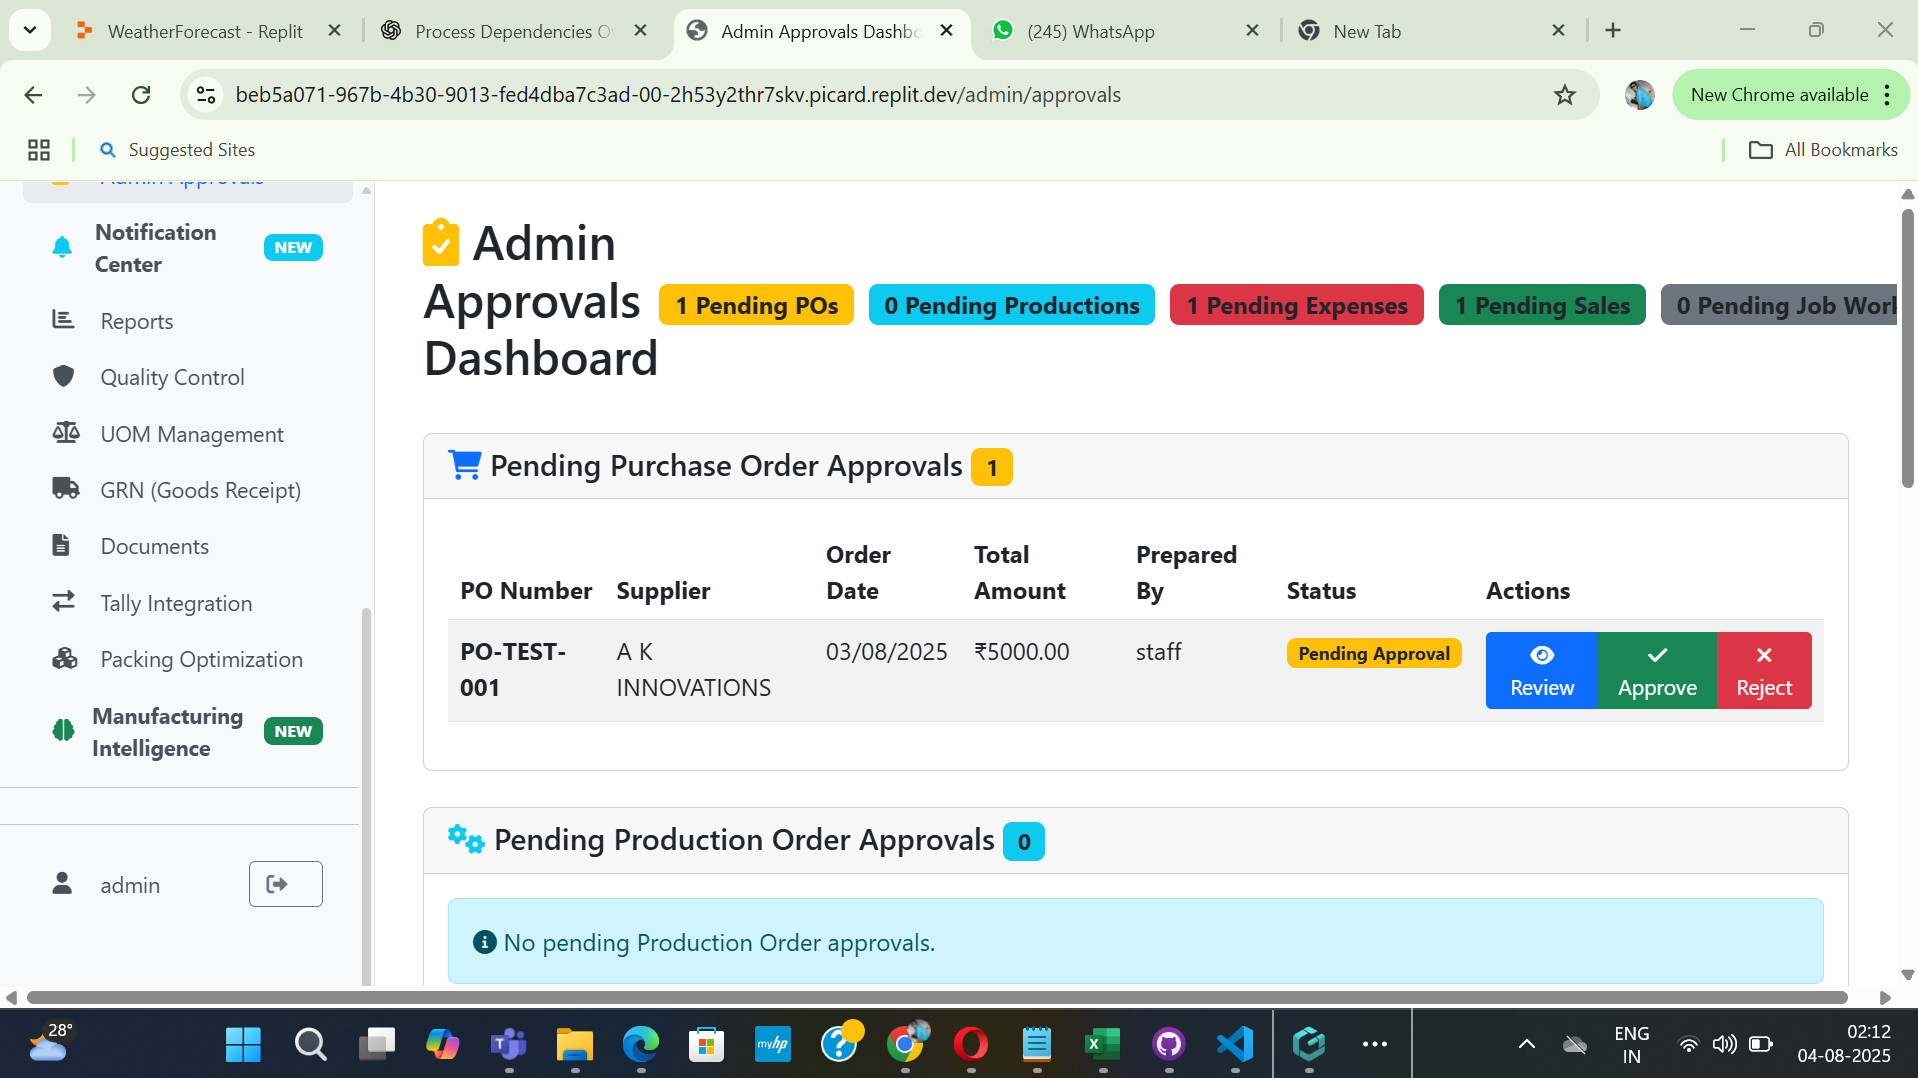 WeatherForecast - Replit
Process Dependencies Ov
Admin Approvals Dashbo
(245) WhatsApp
New Tab
beb5a071-967b-4b30-9013-fed4dba7c3ad-00-2h53y2thr7skv.picard.replit.dev/admin/approvals
New Chrome available
Suggested Sites
All Bookmarks
Admin Approvals
Notification
Center
NEW
Reports
Quality Control
UOM Management
GRN (Goods Receipt)
Documents
Tally Integration
Packing Optimization
Manufacturing
Intelligence
NEW
admin
Admin
Approvals
Dashboard
1 Pending POs
0 Pending Productions
1 Pending Expenses
1 Pending Sales
0 Pending Job Work
Pending Purchase Order Approvals 1
PO Number Supplier Order Date Total Amount Prepared By Status Actions
PO-TEST-
001
A K
INNOVATIONS
03/08/2025
₹5000.00
staff
Pending Approval
Review
Approve
Reject
Pending Production Order Approvals 0
No pending Production Order approvals.
28°
myhp
ENG
IN
02:12
04-08-2025